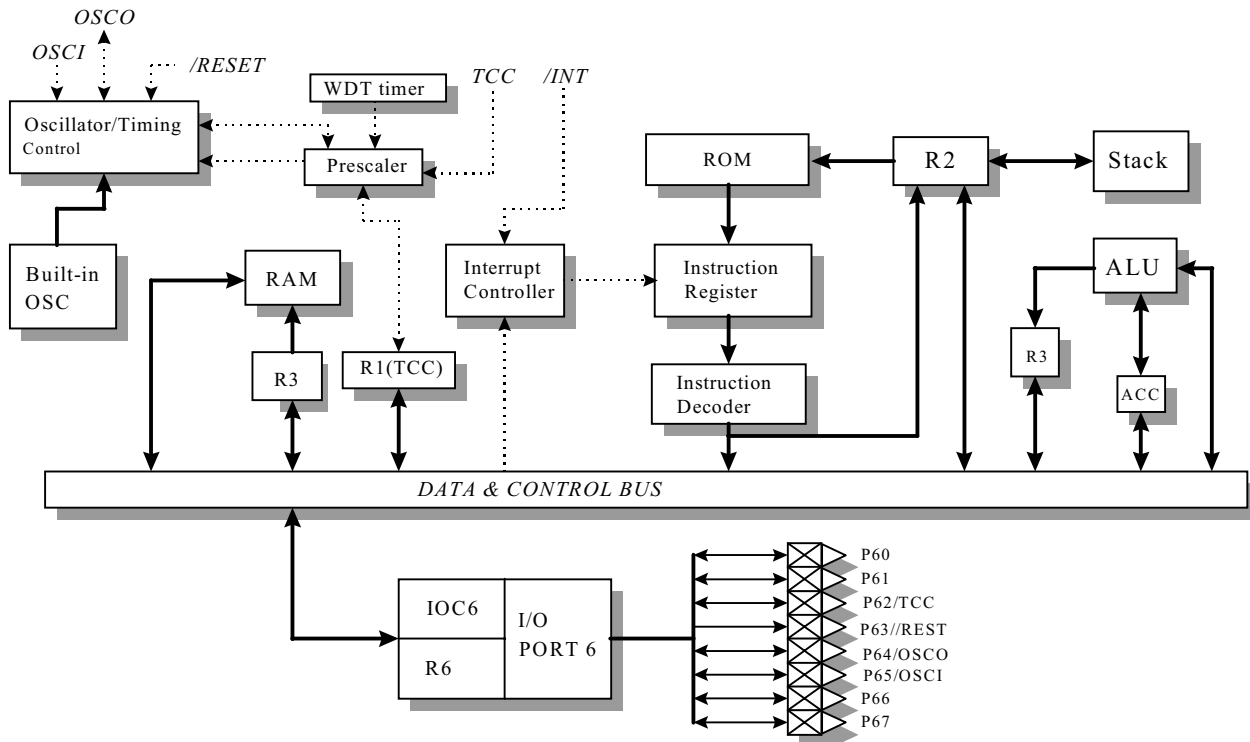 OSCO
OSCI
/RESET
WDT timer
TCC
/INT
Oscillator/Timing
Control
Prescaler
ROM
R2
Stack
Built-in
OSC
RAM
Interrupt
Controller
Instruction
Register
ALU
R3
R1(TCC)
Instruction
Decoder
R3
ACC
DATA & CONTROL BUS
IOC6
R6
I/O
PORT 6
P60
P61
P62/TCC
P63//REST
P64/OSCO
P65/OSCI
P66
P67